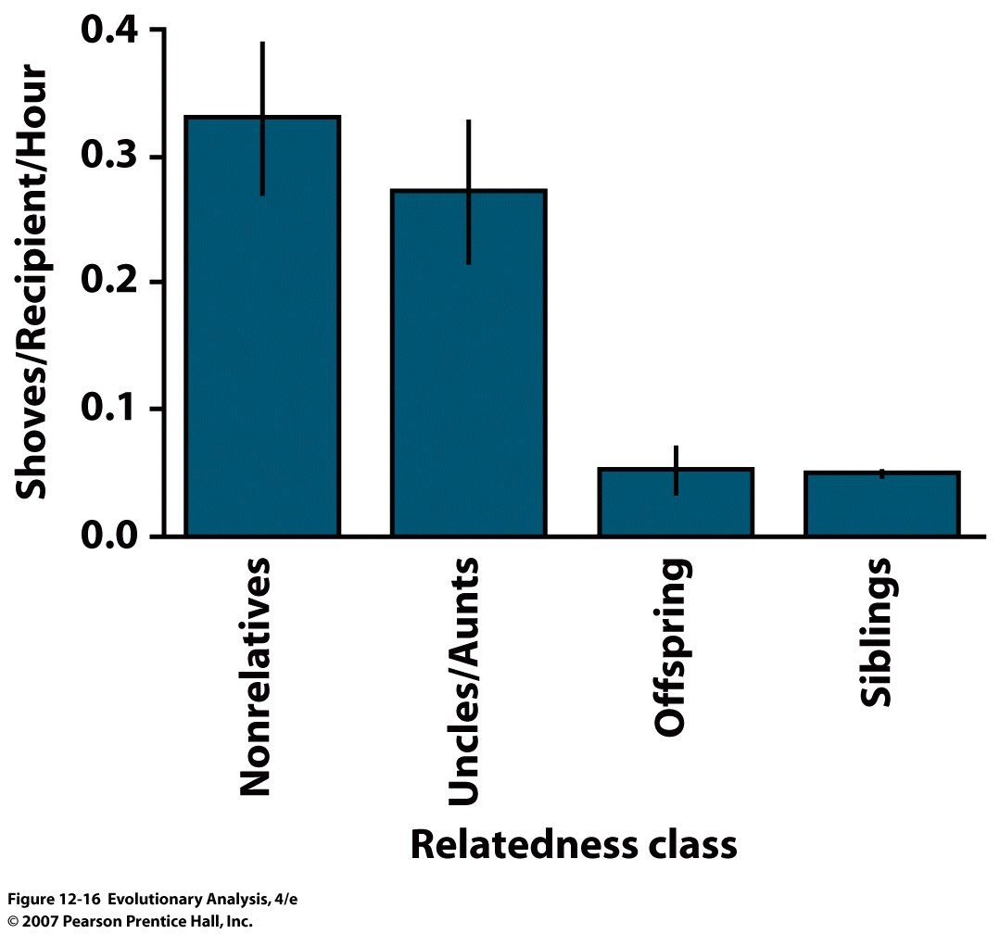 Shoves/Recipient/Hour
0.4
0.3
0.2
0.1
0.0
Nonrelatives
Uncles/Aunts
Offspring
Siblings
Relatedness class
Figure 12-16 Evolutionary Analysis, 4/e
© 2007 Pearson Prentice Hall, Inc.